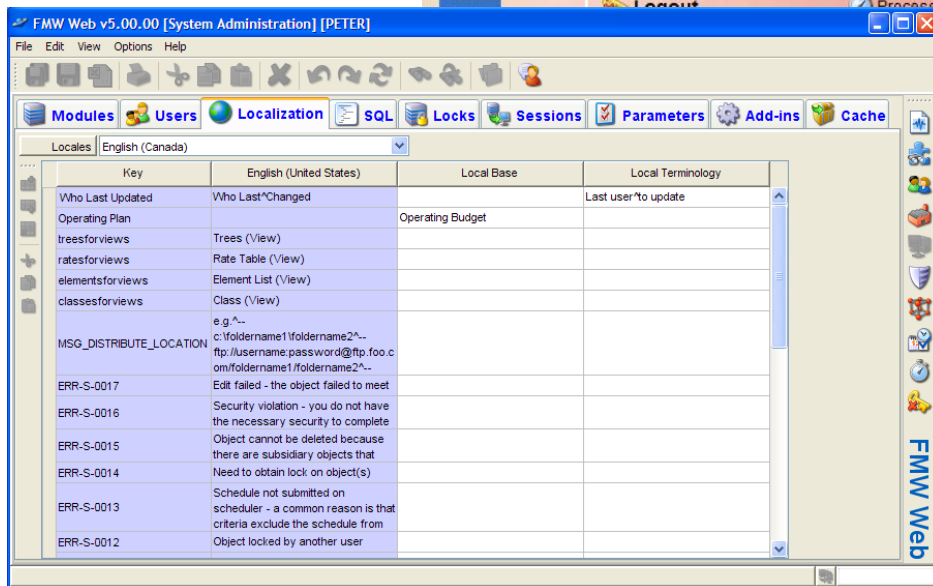 Logout
Process
FMW Web v5.00.00 [System Administration] [PETER]
File Edit View Options Help
Modules Users Localization SQL Locks Sessions Parameters Add-ins Cache
Locales English (Canada)
Key English (United States) Local Base Local Terminology
Who Last Updated Who Last^Changed Last user^to update
Operating Plan Operating Budget
treesforviews Trees (View)
ratesforviews Rate Table (View)
elementsforviews Element List (View)
classesforviews Class (View)
MSG_DISTRIBUTE_LOCATION e.g.^--
c:\foldername1\foldername2^--
ftp://username:password@ftp.foo.c
om/foldername1/foldername2^--
ERR-S-0017 Edit failed - the object failed to meet
ERR-S-0016 Security violation - you do not have
the necessary security to complete
ERR-S-0015 Object cannot be deleted because
there are subsidiary objects that
ERR-S-0014 Need to obtain lock on object(s)
ERR-S-0013 Schedule not submitted on
scheduler - a common reason is that
criteria exclude the schedule from
ERR-S-0012 Object locked by another user
FMW Web